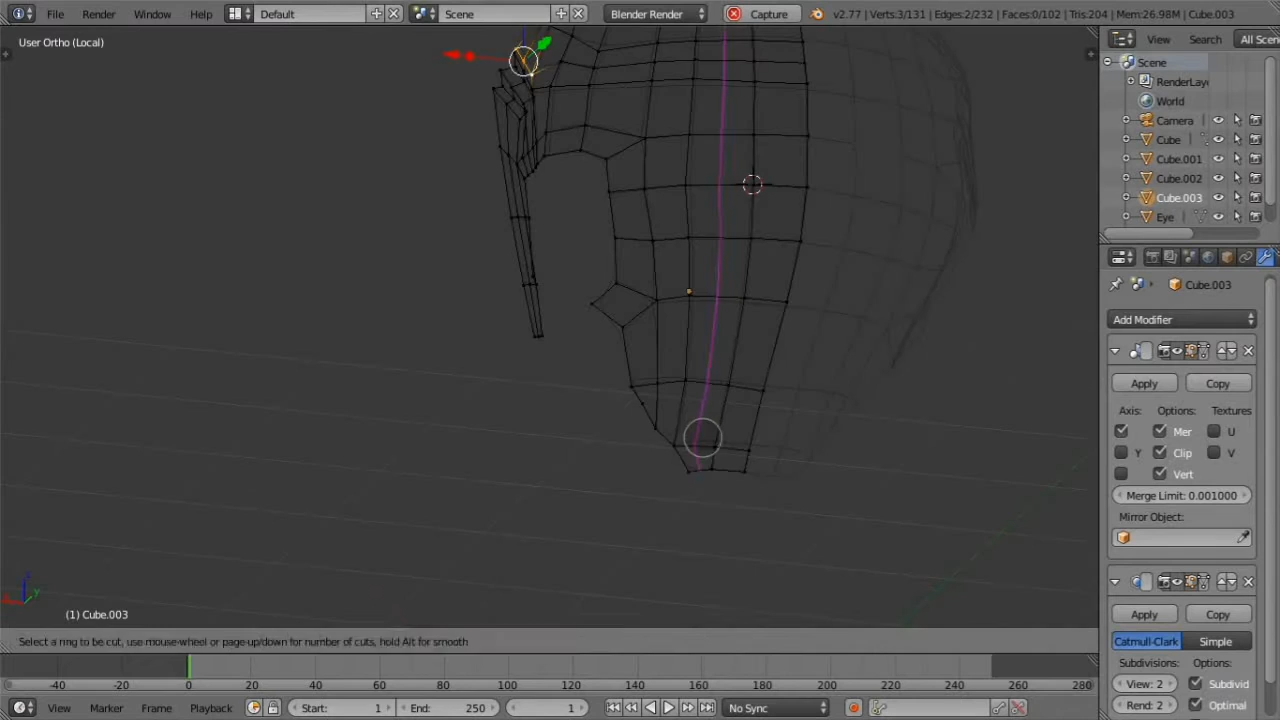 File Render Window Help Default Scene Blender Render Capture v2.77 | Verts:3/131 | Edges:2/232 | Faces:0/102 | Tris:204 | Mem:26.98M | Cube.003
User Ortho (Local)
View Search All Scen
Scene
RenderLaye
World
Camera
Cube
Cube.001
Cube.002
Cube.003
Eye
Cube.003
Add Modifier
Apply Copy
Axis: Options: Textures
Mer U
Y Clip V
Vert
Merge Limit: 0.001000
Mirror Object:
z
y
(1) Cube.003
Select a ring to be cut, use mouse-wheel or page-up/down for number of cuts, hold Alt for smooth
Apply Copy
Catmull-Clark Simple
Subdivisions: Options:
View: 2 Subdivid
Rend: 2 Optimal
-40 -20 0 20 40 60 80 100 120 140 160 180 200 220 240 260 280
View Marker Frame Playback Start: 1 End: 250 1 No Sync